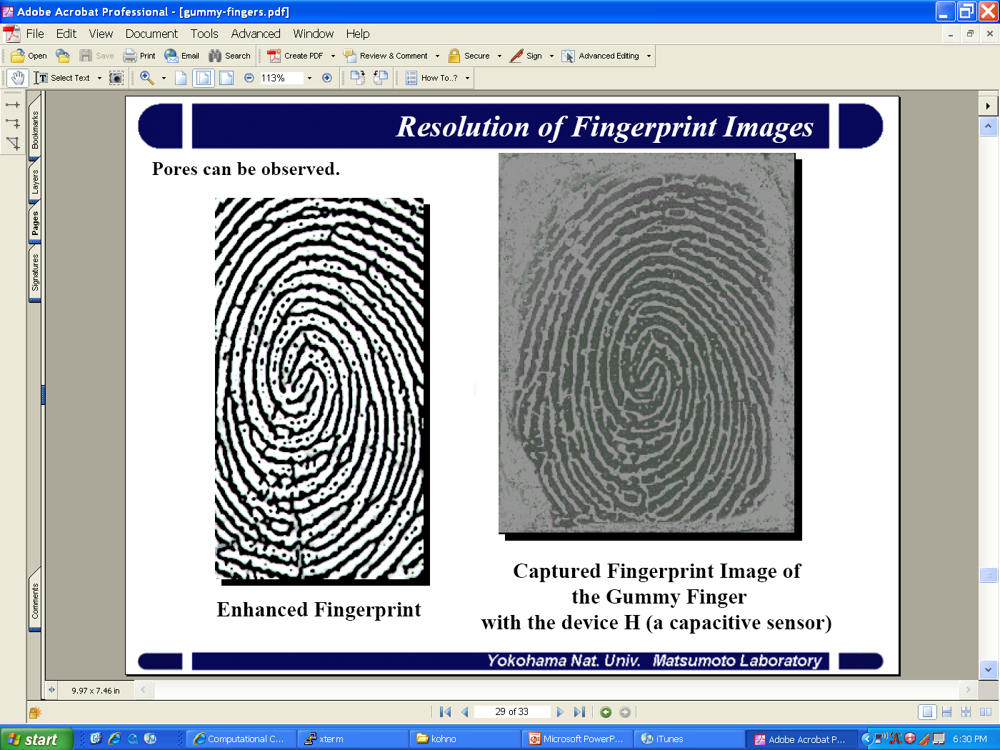 Adobe Acrobat Professional - [gummy-fingers.pdf]
File Edit View Document Tools Advanced Window Help
Open Save Print Email Search Create PDF Review & Comment Secure Sign Advanced Editing
Select Text 113% How To..?
Bookmarks
Layers
Pages
Signatures
Comments
Resolution of Fingerprint Images
Pores can be observed.
Enhanced Fingerprint
Captured Fingerprint Image of
the Gummy Finger
with the device H (a capacitive sensor)
Yokohama Nat. Univ. Matsumoto Laboratory
9.97 x 7.46 in
29 of 33
start Computational C... xterm kohno Microsoft PowerP... iTunes Adobe Acrobat P... 6:30 PM